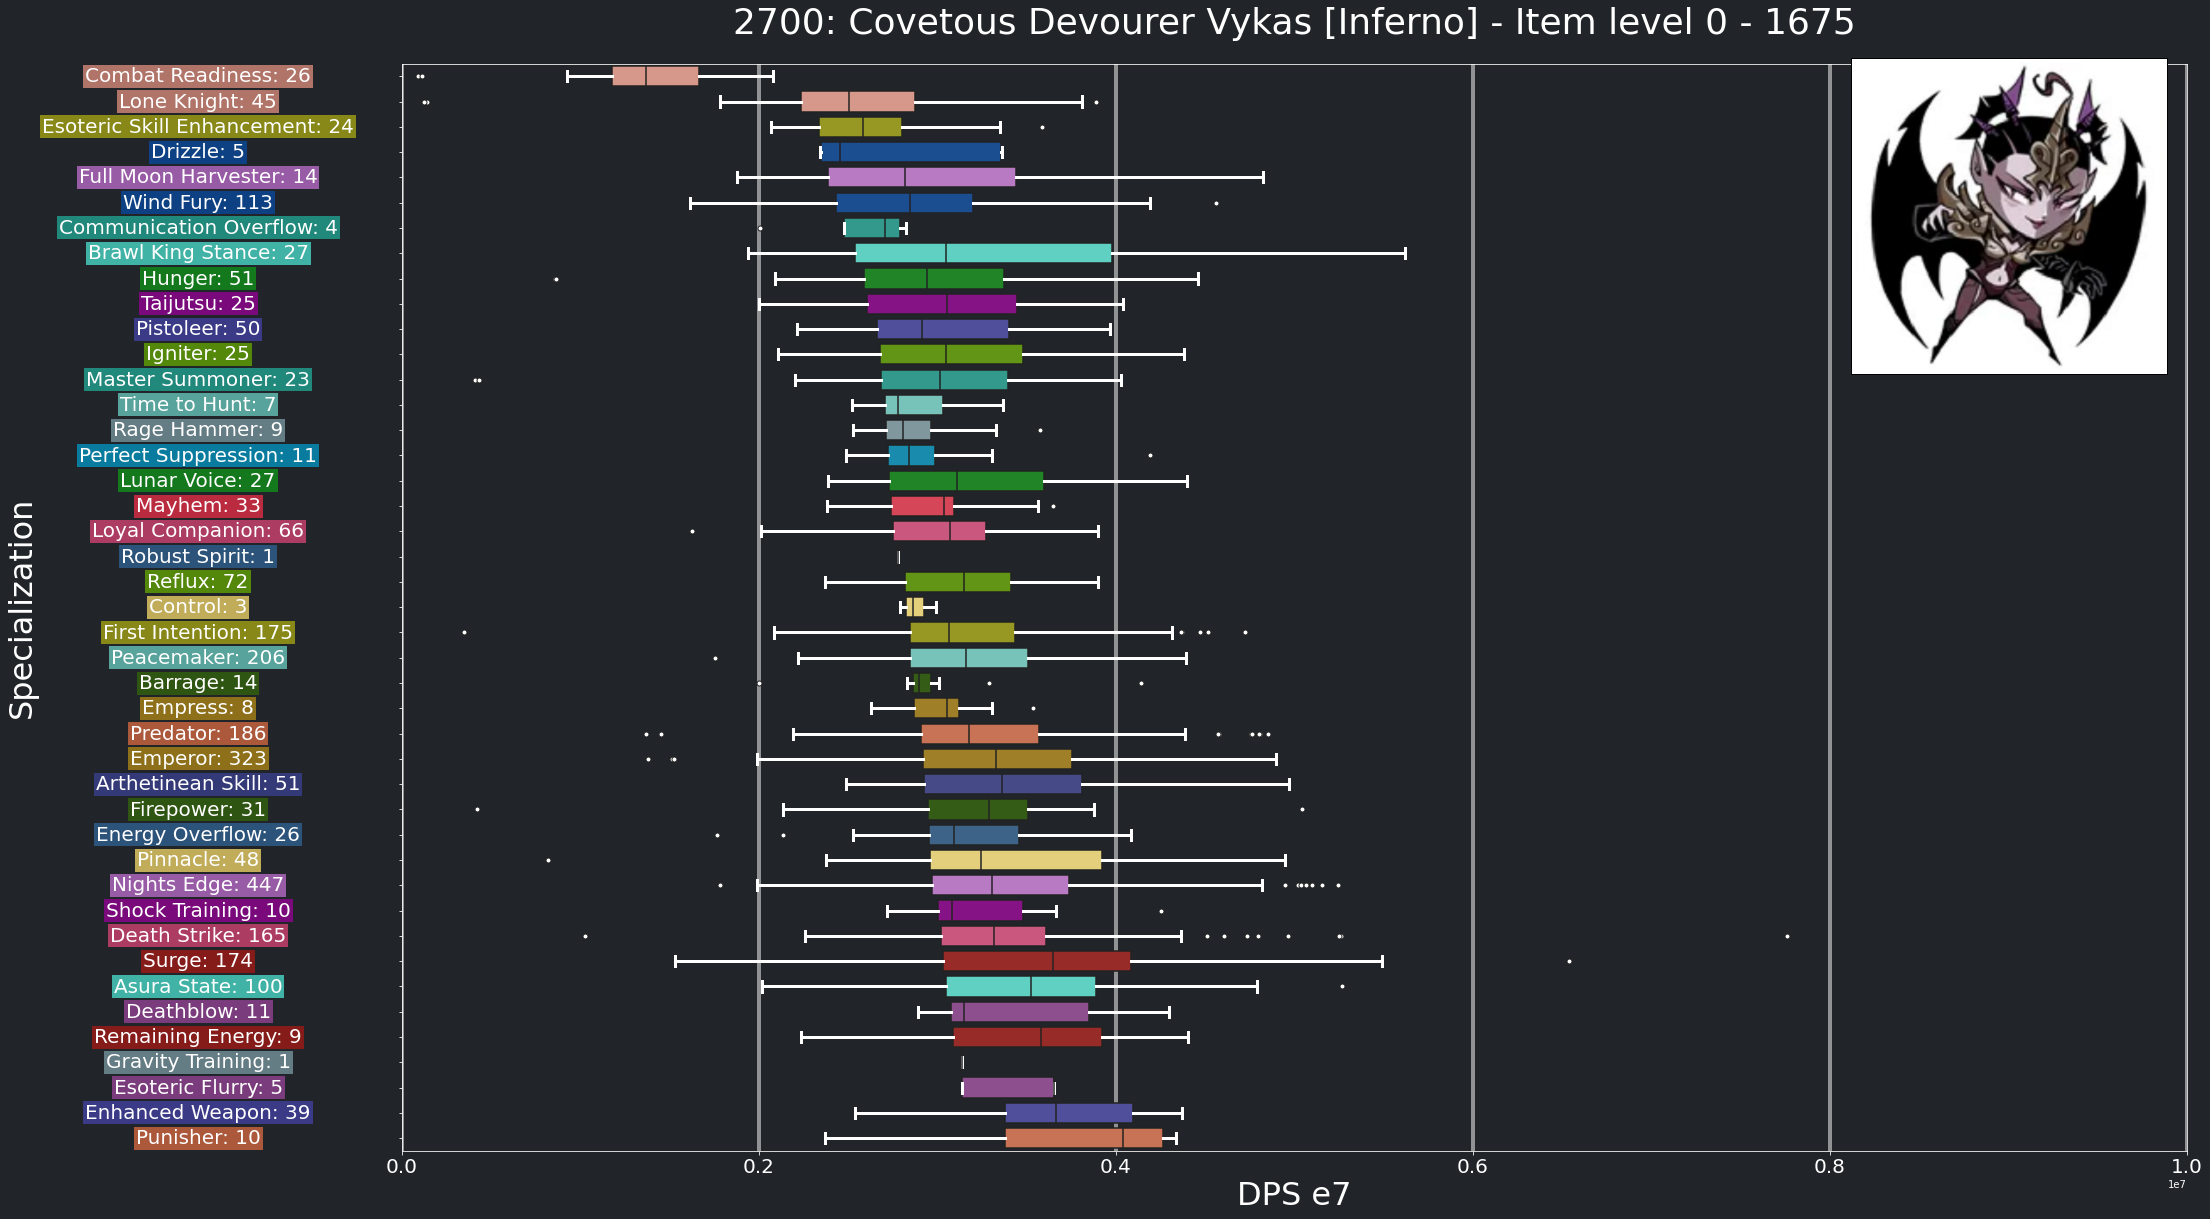 2700: Covetous Devourer Vykas [Inferno] - Item level 0 - 1675
Specialization
Combat Readiness: 26
Lone Knight: 45
Esoteric Skill Enhancement: 24
Drizzle: 5
Full Moon Harvester: 14
Wind Fury: 113
Communication Overflow: 4
Brawl King Stance: 27
Hunger: 51
Taijutsu: 25
Pistoleer: 50
Igniter: 25
Master Summoner: 23
Time to Hunt: 7
Rage Hammer: 9
Perfect Suppression: 11
Lunar Voice: 27
Mayhem: 33
Loyal Companion: 66
Robust Spirit: 1
Reflux: 72
Control: 3
First Intention: 175
Peacemaker: 206
Barrage: 14
Empress: 8
Predator: 186
Emperor: 323
Arthetinean Skill: 51
Firepower: 31
Energy Overflow: 26
Pinnacle: 48
Nights Edge: 447
Shock Training: 10
Death Strike: 165
Surge: 174
Asura State: 100
Deathblow: 11
Remaining Energy: 9
Gravity Training: 1
Esoteric Flurry: 5
Enhanced Weapon: 39
Punisher: 10
0.0 0.2 0.4 0.6 0.8 1.0
1e7
DPS e7